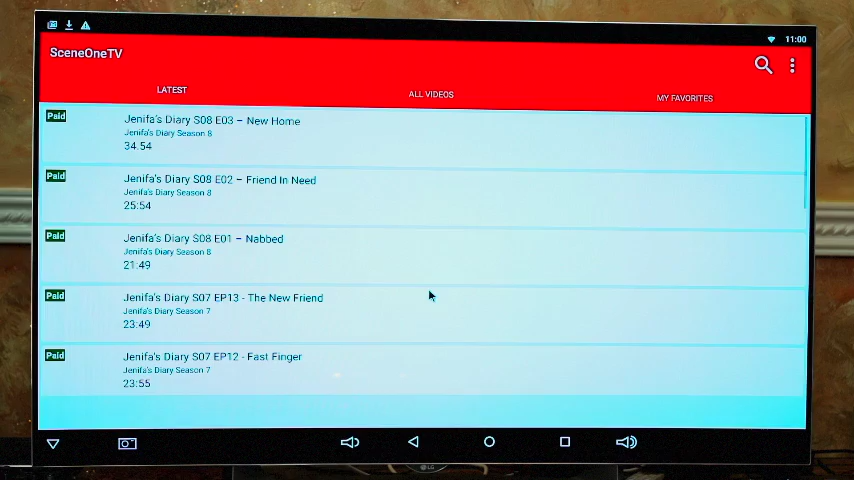 11:00
SceneOneTV
LATEST
ALL VIDEOS
MY FAVORITES
Paid
Jenifa's Diary S08 E03 – New Home
Jenifa's Diary Season 8
34.54
Paid
Jenifa's Diary S08 E02 – Friend In Need
Jenifa's Diary Season 8
25:54
Paid
Jenifa's Diary S08 E01 – Nabbed
Jenifa's Diary Season 8
21:49
Paid
Jenifa's Diary S07 EP13 - The New Friend
Jenifa's Diary Season 7
23:49
Paid
Jenifa's Diary S07 EP12 - Fast Finger
Jenifa's Diary Season 7
23:55
LG